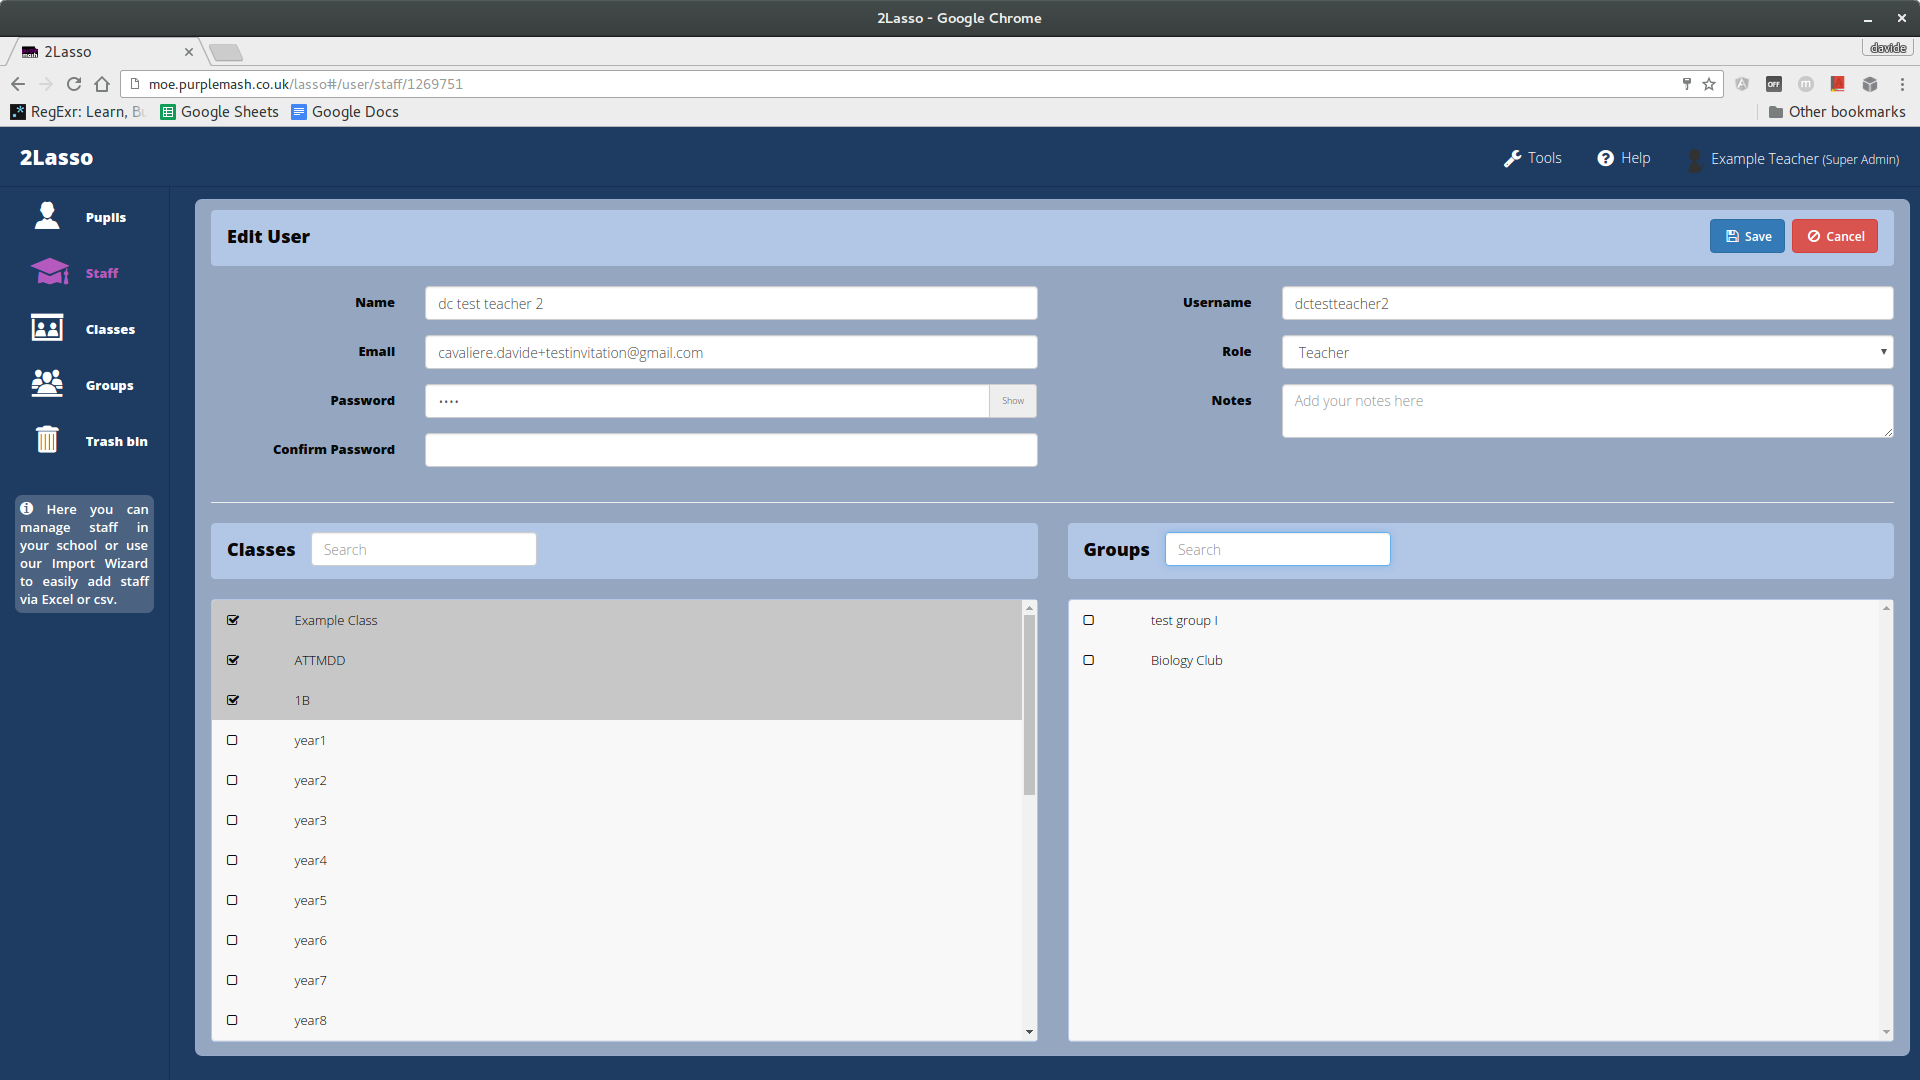 2Lasso - Google Chrome
2Lasso
davide
moe.purplemash.co.uk/lasso#/user/staff/1269751
OFF
RegExr: Learn, Bu
Google Sheets
Google Docs
Other bookmarks
2Lasso
Tools
Help
Example Teacher (Super Admin)
Pupils
Staff
Classes
Groups
Trash bin
Here you can
manage staff in
your school or use
our Import Wizard
to easily add staff
via Excel or csv.
Edit User
Save
Cancel
Name
dc test teacher 2
Username
dctestteacher2
Email
cavaliere.davide+testinvitation@gmail.com
Role
Teacher
Password
••••
Show
Notes
Add your notes here
Confirm Password
Classes
Search
Groups
Search
Example Class
ATTMDD
1B
year1
year2
year3
year4
year5
year6
year7
year8
test group I
Biology Club